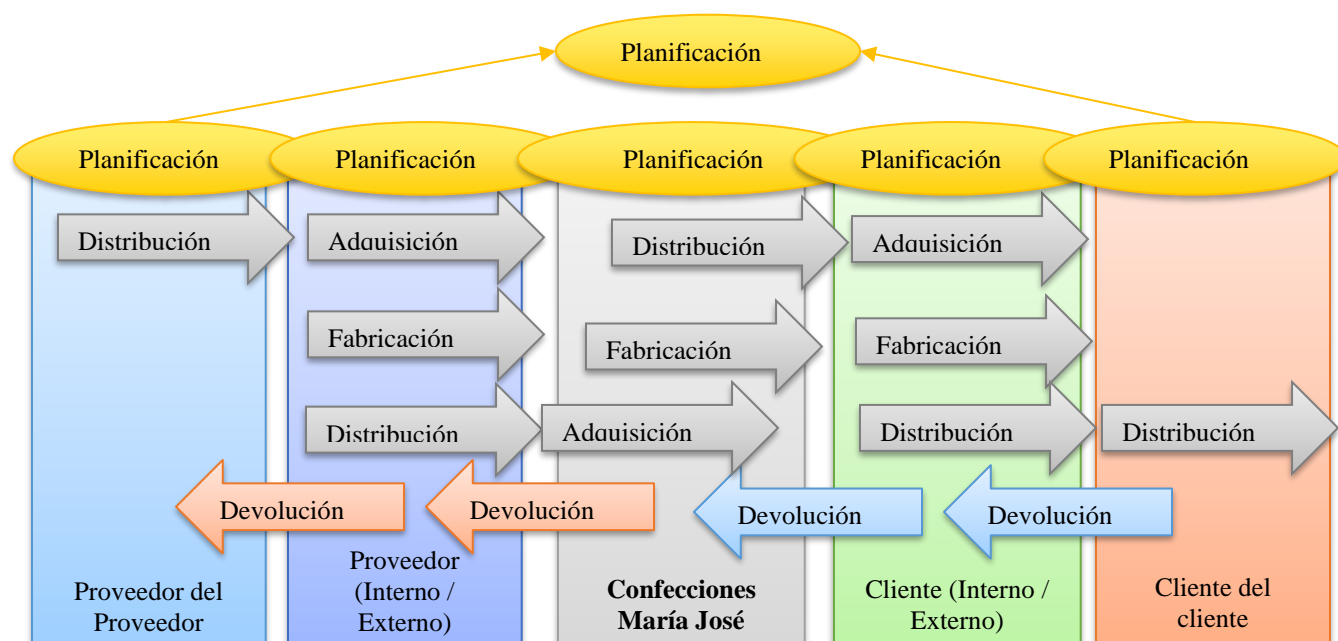 Planificación
Planificación
Planificación
Planificación
Planificación
Planificación
Distribución
Adquisición
Distribución
Adquisición
Fabricación
Fabricación
Fabricación
Distribución
Adquisición
Distribución
Distribución
Devolución
Devolución
Devolución
Devolución
Proveedor del
Proveedor
Proveedor
(Interno /
Externo)
Confecciones
María José
Cliente (Interno /
Externo)
Cliente del
cliente